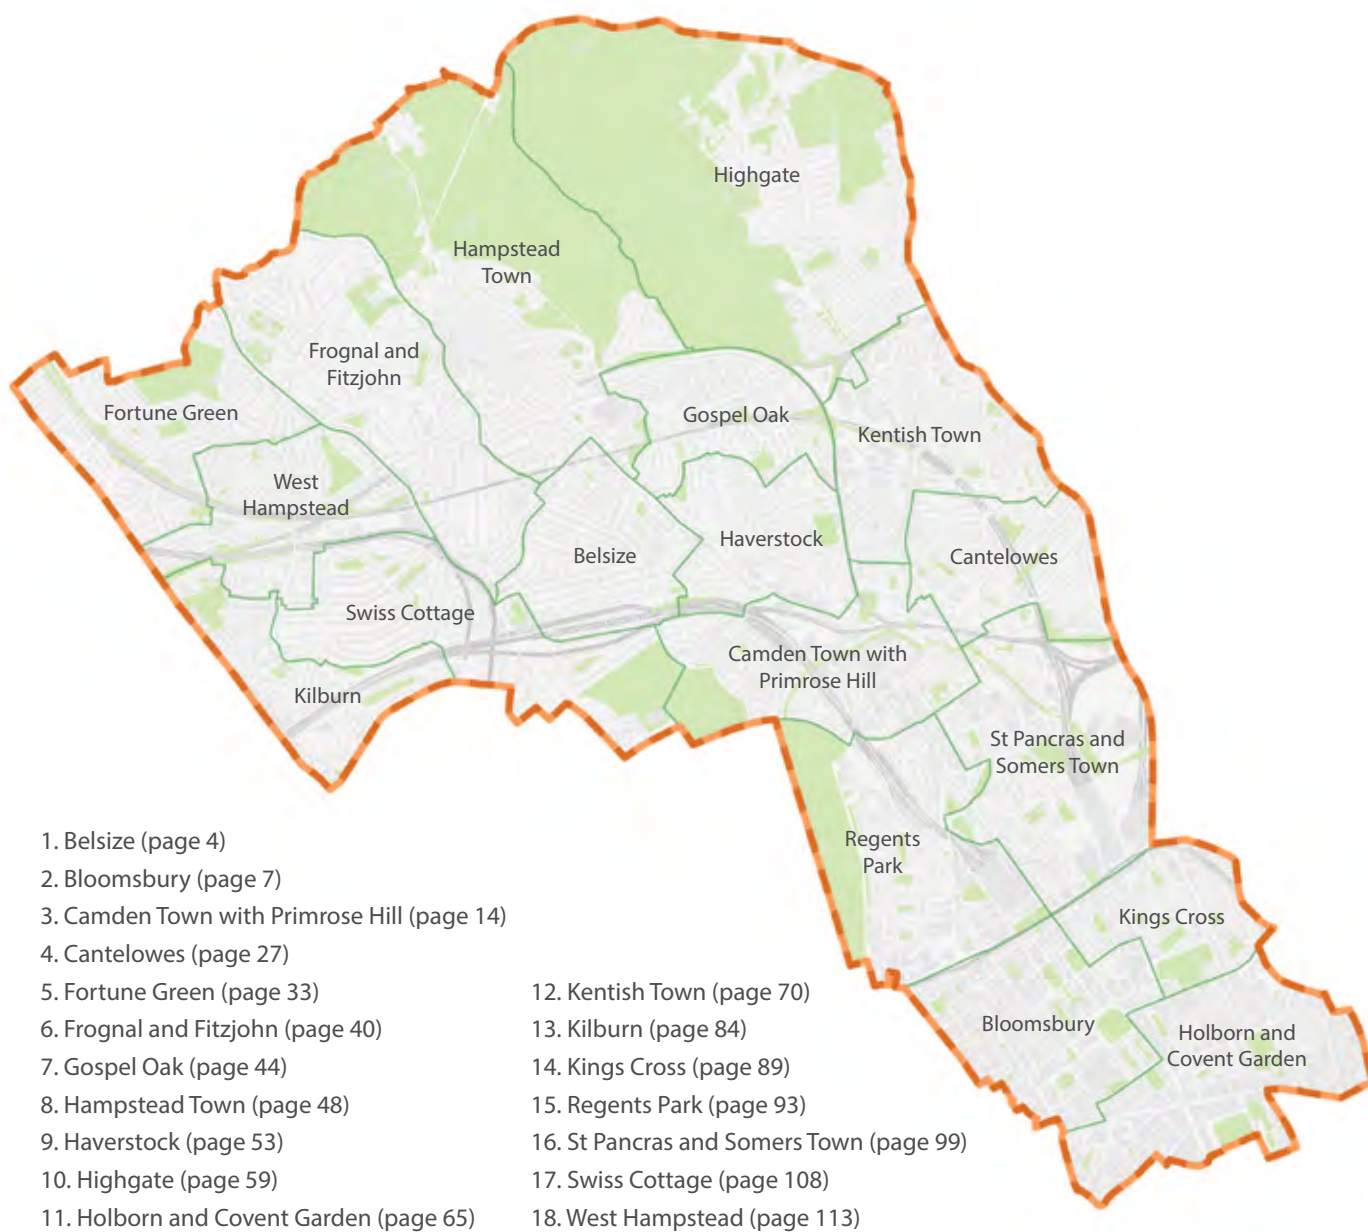 Highgate
Hampstead
Town
Frognal and
Fitzjohn
Fortune Green
Gospel Oak
Kentish Town
West
Hampstead
Haverstock
Belsize
Cantelowes
Swiss Cottage
Camden Town with
Primrose Hill
Kilburn
St Pancras and
Somers Town
Regents
Park
Kings Cross
Bloomsbury
Holborn and
Covent Garden
1. Belsize (page 4)
2. Bloomsbury (page 7)
3. Camden Town with Primrose Hill (page 14)
4. Cantelowes (page 27)
5. Fortune Green (page 33)
6. Frognal and Fitzjohn (page 40)
7. Gospel Oak (page 44)
8. Hampstead Town (page 48)
9. Haverstock (page 53)
10. Highgate (page 59)
11. Holborn and Covent Garden (page 65)
12. Kentish Town (page 70)
13. Kilburn (page 84)
14. Kings Cross (page 89)
15. Regents Park (page 93)
16. St Pancras and Somers Town (page 99)
17. Swiss Cottage (page 108)
18. West Hampstead (page 113)